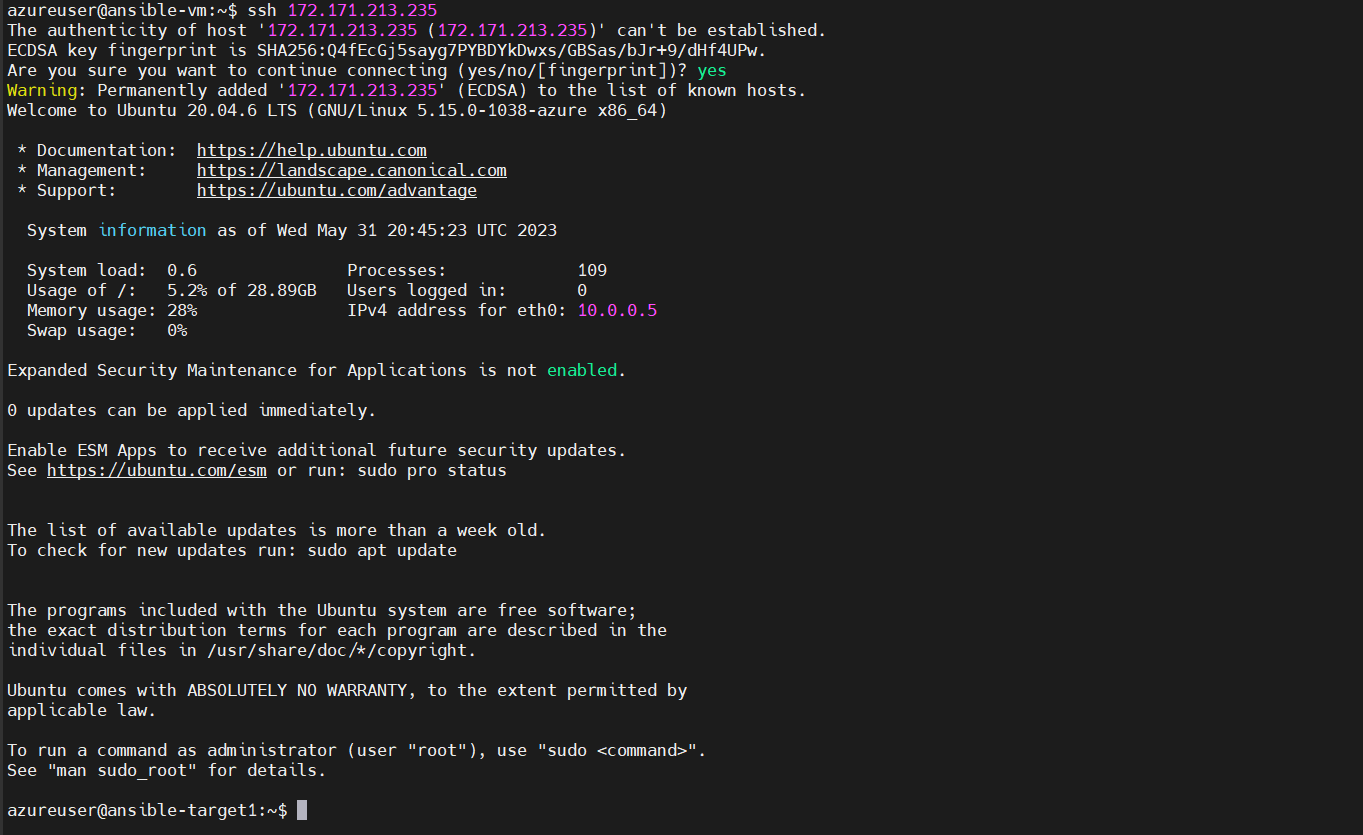 azureuser@ansible-vm:~$ ssh 172.171.213.235
The authenticity of host '172.171.213.235 (172.171.213.235)' can't be established.
ECDSA key fingerprint is SHA256:Q4fEcGj5sayg7PYBDYkDwxs/GBSas/bJr+9/dHf4UPw.
Are you sure you want to continue connecting (yes/no/[fingerprint])? yes
Warning: Permanently added '172.171.213.235' (ECDSA) to the list of known hosts.
Welcome to Ubuntu 20.04.6 LTS (GNU/Linux 5.15.0-1038-azure x86_64)

 * Documentation:  https://help.ubuntu.com
 * Management:     https://landscape.canonical.com
 * Support:        https://ubuntu.com/advantage

  System information as of Wed May 31 20:45:23 UTC 2023

  System load:  0.6               Processes:             109
  Usage of /:   5.2% of 28.89GB   Users logged in:       0
  Memory usage: 28%               IPv4 address for eth0: 10.0.0.5
  Swap usage:   0%

Expanded Security Maintenance for Applications is not enabled.

0 updates can be applied immediately.

Enable ESM Apps to receive additional future security updates.
See https://ubuntu.com/esm or run: sudo pro status


The list of available updates is more than a week old.
To check for new updates run: sudo apt update


The programs included with the Ubuntu system are free software;
the exact distribution terms for each program are described in the
individual files in /usr/share/doc/*/copyright.

Ubuntu comes with ABSOLUTELY NO WARRANTY, to the extent permitted by
applicable law.

To run a command as administrator (user "root"), use "sudo <command>".
See "man sudo_root" for details.

azureuser@ansible-target1:~$